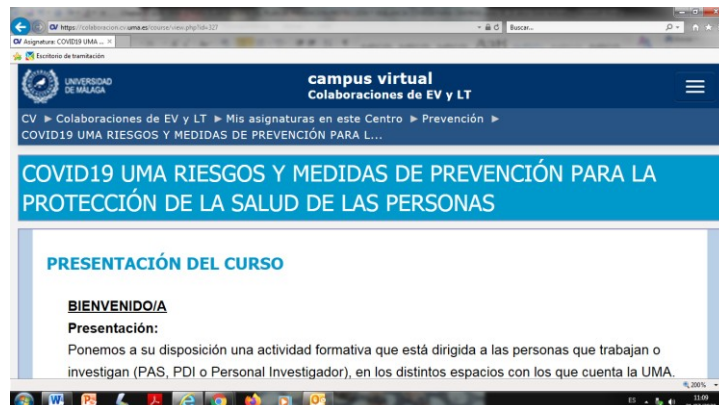 https://colaboracion.cv.uma.es/course/view.php?id=327
Buscar...
Asignatura: COVID19 UMA ...
Escritorio de tramitación
UNIVERSIDAD
DE MÁLAGA
campus virtual
Colaboraciones de EV y LT
CV ► Colaboraciones de EV y LT ► Mis asignaturas en este Centro ► Prevención ►
COVID19 UMA RIESGOS Y MEDIDAS DE PREVENCIÓN PARA L...
COVID19 UMA RIESGOS Y MEDIDAS DE PREVENCIÓN PARA LA
PROTECCIÓN DE LA SALUD DE LAS PERSONAS
PRESENTACIÓN DEL CURSO
BIENVENIDO/A
Presentación:
Ponemos a su disposición una actividad formativa que está dirigida a las personas que trabajan o
investigan (PAS, PDI o Personal Investigador), en los distintos espacios con los que cuenta la UMA.
200%
ES
11:09